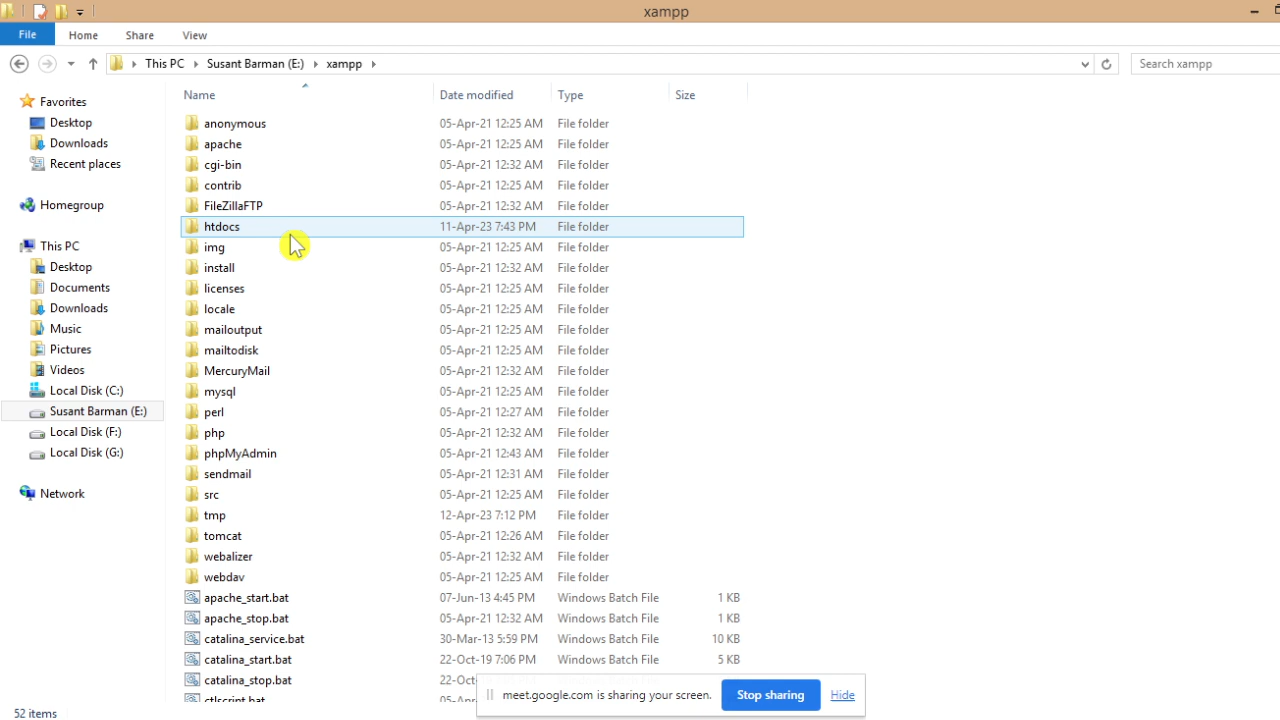 xampp
File Home Share View
This PC Susant Barman (E:) xampp
Search xampp
Name Date modified Type Size
Favorites
Desktop
Downloads
Recent places
Homegroup
This PC
Desktop
Documents
Downloads
Music
Pictures
Videos
Local Disk (C:)
Susant Barman (E:)
Local Disk (F:)
Local Disk (G:)
Network
anonymous 05-Apr-21 12:25 AM File folder
apache 05-Apr-21 12:25 AM File folder
cgi-bin 05-Apr-21 12:32 AM File folder
contrib 05-Apr-21 12:25 AM File folder
FileZillaFTP 05-Apr-21 12:32 AM File folder
htdocs 11-Apr-23 7:43 PM File folder
img 05-Apr-21 12:25 AM File folder
install 05-Apr-21 12:32 AM File folder
licenses 05-Apr-21 12:25 AM File folder
locale 05-Apr-21 12:25 AM File folder
mailoutput 05-Apr-21 12:25 AM File folder
mailtodisk 05-Apr-21 12:25 AM File folder
MercuryMail 05-Apr-21 12:32 AM File folder
mysql 05-Apr-21 12:25 AM File folder
perl 05-Apr-21 12:27 AM File folder
php 05-Apr-21 12:32 AM File folder
phpMyAdmin 05-Apr-21 12:43 AM File folder
sendmail 05-Apr-21 12:31 AM File folder
src 05-Apr-21 12:25 AM File folder
tmp 12-Apr-23 7:12 PM File folder
tomcat 05-Apr-21 12:26 AM File folder
webalizer 05-Apr-21 12:32 AM File folder
webdav 05-Apr-21 12:25 AM File folder
apache_start.bat 07-Jun-13 4:45 PM Windows Batch File 1 KB
apache_stop.bat 05-Apr-21 12:32 AM Windows Batch File 1 KB
catalina_service.bat 30-Mar-13 5:59 PM Windows Batch File 10 KB
catalina_start.bat 22-Oct-19 7:06 PM Windows Batch File 5 KB
catalina_stop.bat
meet.google.com is sharing your screen. Stop sharing Hide
52 items